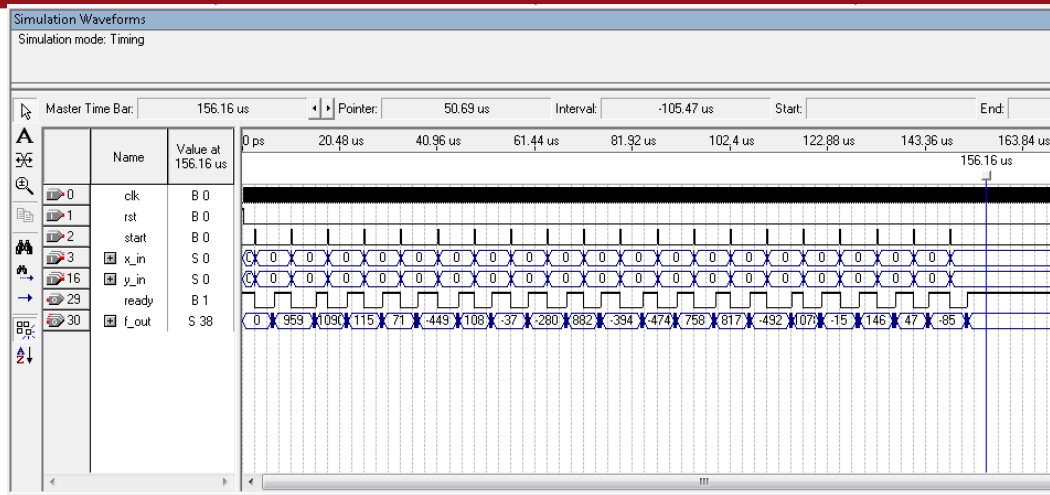 Simulation Waveforms
Simulation mode: Timing
Master Time Bar: 156.16 us Pointer: 50.69 us Interval: -105.47 us Start: End:
Name Value at 156.16 us
0 ps 20.48 us 40.96 us 61.44 us 81.92 us 102.4 us 122.88 us 143.36 us 163.84 us
156.16 us
0 clk B 0
1 rst B 0
2 start B 0
3 x_in S 0 0 0 0 0 0 0 0 0 0 0 0 0 0 0 0 0 0 0 0
16 y_in S 0 0 0 0 0 0 0 0 0 0 0 0 0 0 0 0 0 0 0 0
29 ready B 1
30 f_out S 38 0 959 109 115 71 -449 108 -37 -280 882 -394 -474 758 817 -492 107 -15 146 47 -85